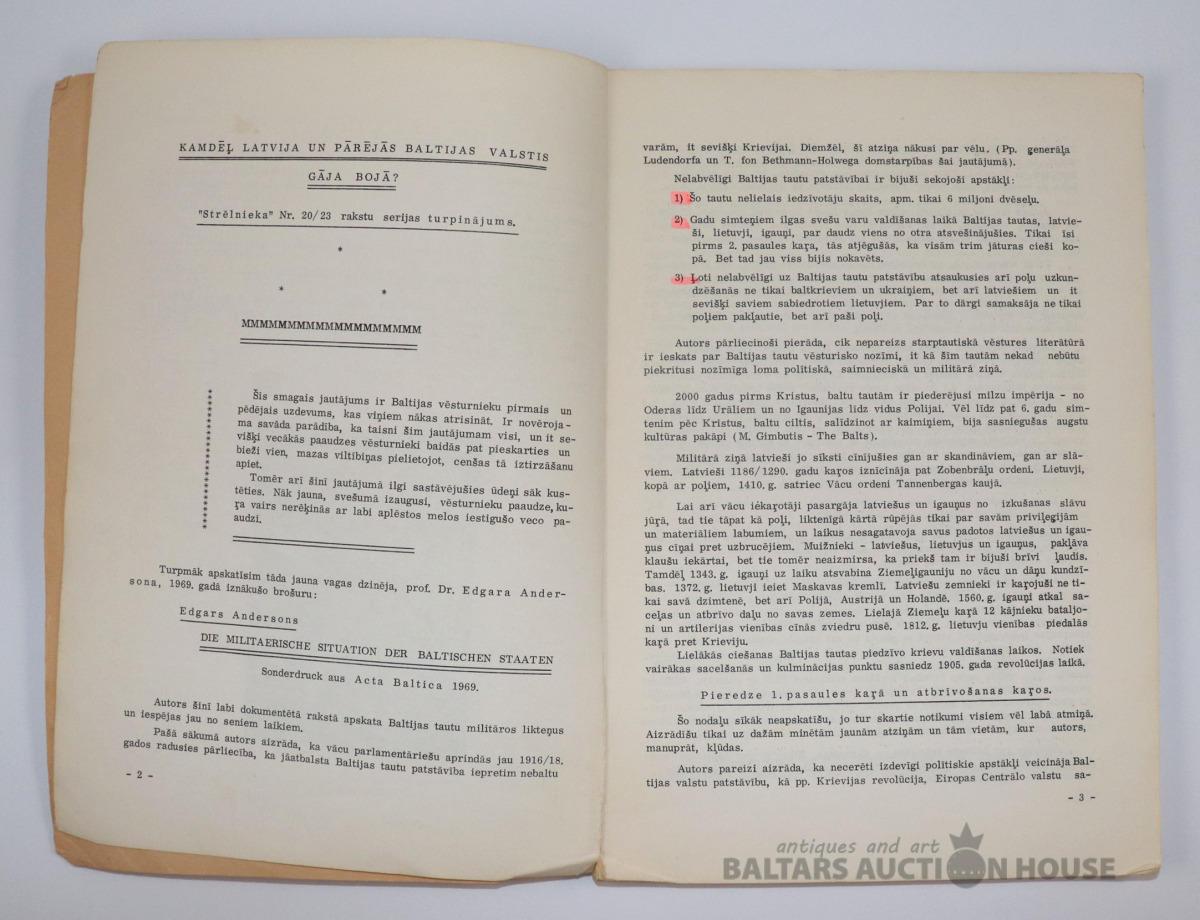 KAMDĒĻ LATVIJA UN PĀRĒJĀS BALTIJAS VALSTIS
GĀJA BOJĀ?
"Strēlnieka" Nr. 20/23 rakstu serijas turpinājums.
*
* *
MMMMMMMMMMMMMMMMMMMM
Šis smagais jautājums ir Baltijas vēsturnieku pirmais un
pēdējais uzdevums, kas viņiem nākas atrisināt. Ir novēroja-
ma savāda parādība, ka taisni šim jautājumam visi, un it se-
višķi vecākās paaudzes vēsturnieki baidās pat pieskarties un
bieži vien, mazas viltībiņas pielietojot, cenšas tā iztirzāšanu
apiet.
Tomēr arī šinī jautājumā ilgi sastāvējušies ūdeņi sāk kus-
tēties. Nāk jauna, svešumā izaugusi, vēsturnieku paaudze, ku-
ŗa vairs nerēķinās ar labi aplēstos melos iestigušo veco pa-
audzi.
Turpmāk apskatīsim tāda jauna vagas dzinēja, prof. Dr. Edgara Ander-
sona, 1969. gadā iznākušo brošuru:
Edgars Andersons
DIE MILITAERISCHE SITUATION DER BALTISCHEN STAATEN
Sonderdruck aus Acta Baltica 1969.
Autors šinī labi dokumentētā rakstā apskata Baltijas tautu militāros likteņus
un iespējas jau no seniem laikiem.
Pašā sākumā autors aizrāda, ka vācu parlamentāriešu aprindās jau 1916/18.
gados radusies pārliecība, ka jāatbalsta Baltijas tautu patstāvība iepretim nebaltu
- 2 -
varām, it sevišķi Krievijai. Diemžēl, šī atziņa nākusi par vēlu. (Pp. ģenerāļa
Ludendorfa un T. fon Bethmann-Holwega domstarpības šai jautājumā).
Nelabvēlīgi Baltijas tautu patstāvībai ir bijuši sekojoši apstākļi:
1) Šo tautu nelielais iedzīvotāju skaits, apm. tikai 6 miljoni dvēseļu.
2) Gadu simteņiem ilgas svešu varu valdīšanas laikā Baltijas tautas, latvie-
ši, lietuvji, igauņi, par daudz viens no otra atsvešinājušies. Tikai īsi
pirms 2. pasaules kaŗa, tās atjēgušās, ka visām trim jāturas cieši ko-
pā. Bet tad jau viss bijis nokavēts.
3) Ļoti nelabvēlīgi uz Baltijas tautu patstāvību atsaukusies arī poļu uzkun-
dzēšanās ne tikai baltkrieviem un ukraiņiem, bet arī latviešiem un it
sevišķi saviem sabiedrotiem lietuvjiem. Par to dārgi samaksāja ne tikai
poļiem pakļautie, bet arī paši poļi.
Autors pārliecinoši pierāda, cik nepareizs starptautiskā vēstures literātūrā
ir ieskats par Baltijas tautu vēsturisko nozīmi, it kā šīm tautām nekad nebūtu
piekritusi nozīmīga loma politiskā, saimnieciskā un militārā ziņā.
2000 gadus pirms Kristus, baltu tautām ir piederējusi milzu impērija - no
Oderas līdz Urāliem un no Igaunijas līdz vidus Polijai. Vēl līdz pat 6. gadu sim-
tenim pēc Kristus, baltu ciltis, salīdzinot ar kaimiņiem, bija sasniegušas augstu
kultūras pakāpi (M. Gimbutis - The Balts).
Militārā ziņā latvieši jo sīksti cīnījušies gan ar skandināviem, gan ar slā-
viem. Latvieši 1186/1290. gadu kaŗos iznīcināja pat Zobenbrāļu ordeni. Lietuvji,
kopā ar poļiem, 1410. g. satriec Vācu ordeni Tannenbergas kaujā.
Lai arī vācu iekaŗotāji pasargāja latviešus un igauņus no izkušanas slāvu
jūŗā, tad tie tāpat kā poļi, liktenīgā kārtā rūpējās tikai par savām privilēģijām
un materiāliem labumiem, un laikus nesagatavoja savus padotos latviešus un igau-
ņus cīņai pret uzbrucējiem. Muižnieki - latviešus, lietuvjus un igauņus, pakļāva
klaušu iekārtai, bet tie tomēr neaizmirsa, ka priekš tam ir bijuši brīvi ļaudis.
Tamdēļ 1343. g. igauņi uz laiku atsvabina Ziemeļigauniju no vācu un dāņu kundzī-
bas. 1372. g. lietuvji ieiet Maskavas kremlī. Latviešu zemnieki ir kaŗojuši ne ti-
kai savā dzimtenē, bet arī Polijā, Austrijā un Holandē. 1560. g. igauņi atkal sa-
ceļas un atbrīvo daļu no savas zemes. Lielajā Ziemeļu kaŗā 12 kājnieku bataljo-
ni un artilerijas vienības cīnās zviedru pusē. 1812. g. lietuvju vienības piedalās
kaŗā pret Krieviju.
Lielākās ciešanas Baltijas tautas piedzīvo krievu valdīšanas laikos. Notiek
vairākas sacelšanās un kulminācijas punktu sasniedz 1905. gada revolūcijas laikā.
Pieredze 1. pasaules kaŗā un atbrīvošanas kaŗos.
Šo nodaļu sīkāk neapskatīšu, jo tur skartie notikumi visiem vēl labā atmiņā.
Aizrādīšu tikai uz dažām minētām jaunām atziņām un tām vietām, kur autors,
manuprāt, kļūdas.
Autors pareizi aizrāda, ka necerēti izdevīgi politiskie apstākļi veicināja Bal-
tijas valstu patstāvību, kā pp. Krievijas revolūcija, Eiropas Centrālo valstu sa-
- 3 -
antiques and art
BALTARS AUCTION HOUSE